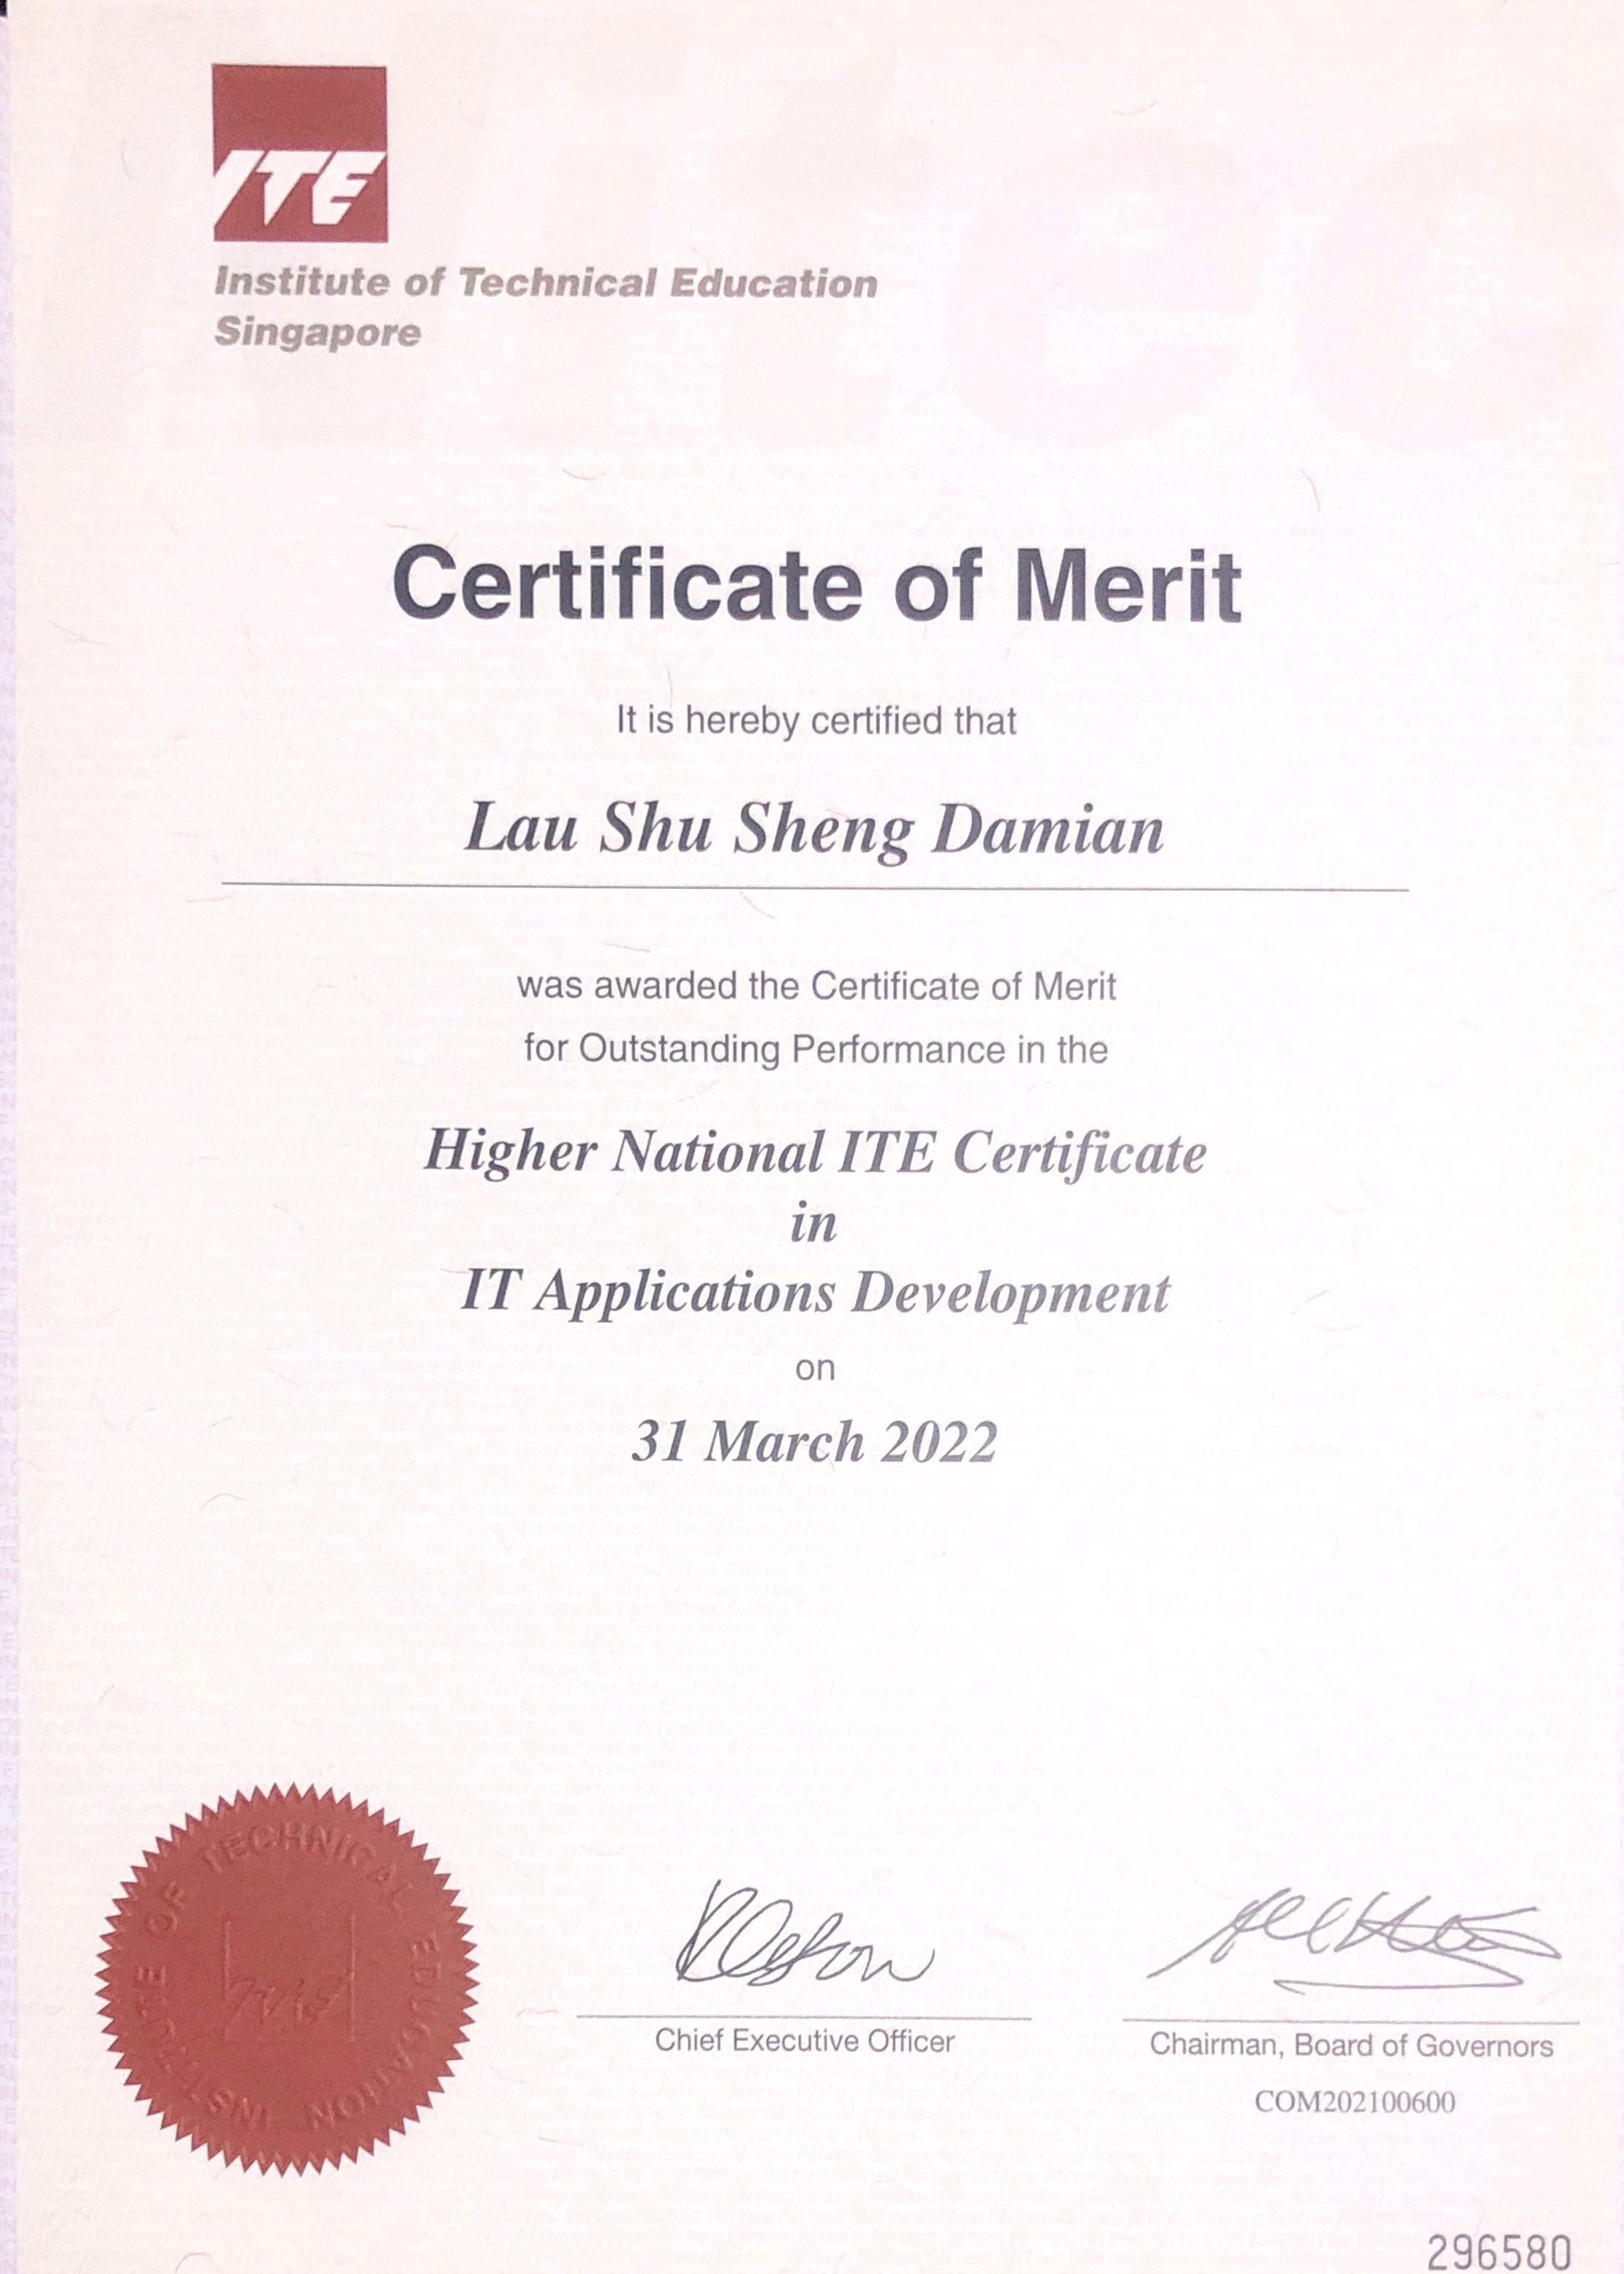 ITE
Institute of Technical Education
Singapore
Certificate of Merit
It is hereby certified that
Lau Shu Sheng Damian
was awarded the Certificate of Merit
for Outstanding Performance in the
Higher National ITE Certificate
in
IT Applications Development
on
31 March 2022
INSTITUTE OF TECHNICAL EDUCATION
ITE
Chief Executive Officer
Chairman, Board of Governors
COM202100600
296580